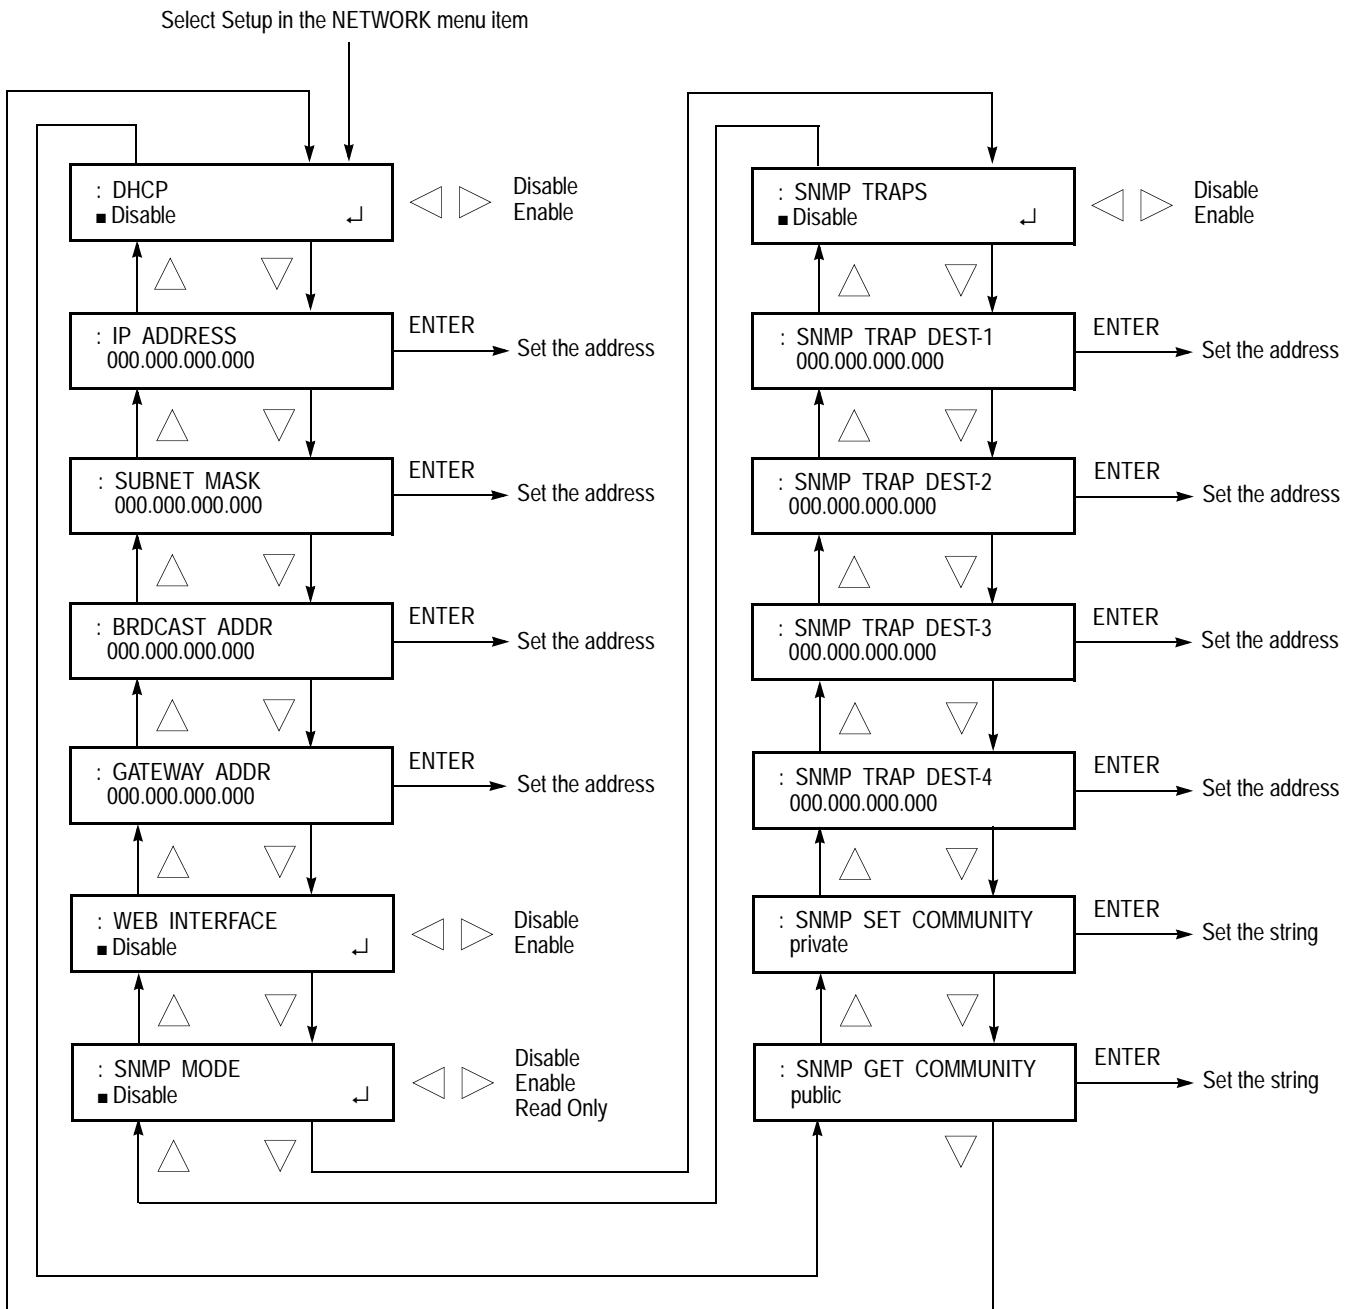 Select Setup in the NETWORK menu item
: DHCP
■ Disable ↵
Disable
Enable
: IP ADDRESS
000.000.000.000
ENTER
Set the address
: SUBNET MASK
000.000.000.000
ENTER
Set the address
: BRDCAST ADDR
000.000.000.000
ENTER
Set the address
: GATEWAY ADDR
000.000.000.000
ENTER
Set the address
: WEB INTERFACE
■ Disable ↵
Disable
Enable
: SNMP MODE
■ Disable ↵
Disable
Enable
Read Only
: SNMP TRAPS
■ Disable ↵
Disable
Enable
: SNMP TRAP DEST-1
000.000.000.000
ENTER
Set the address
: SNMP TRAP DEST-2
000.000.000.000
ENTER
Set the address
: SNMP TRAP DEST-3
000.000.000.000
ENTER
Set the address
: SNMP TRAP DEST-4
000.000.000.000
ENTER
Set the address
: SNMP SET COMMUNITY
private
ENTER
Set the string
: SNMP GET COMMUNITY
public
ENTER
Set the string